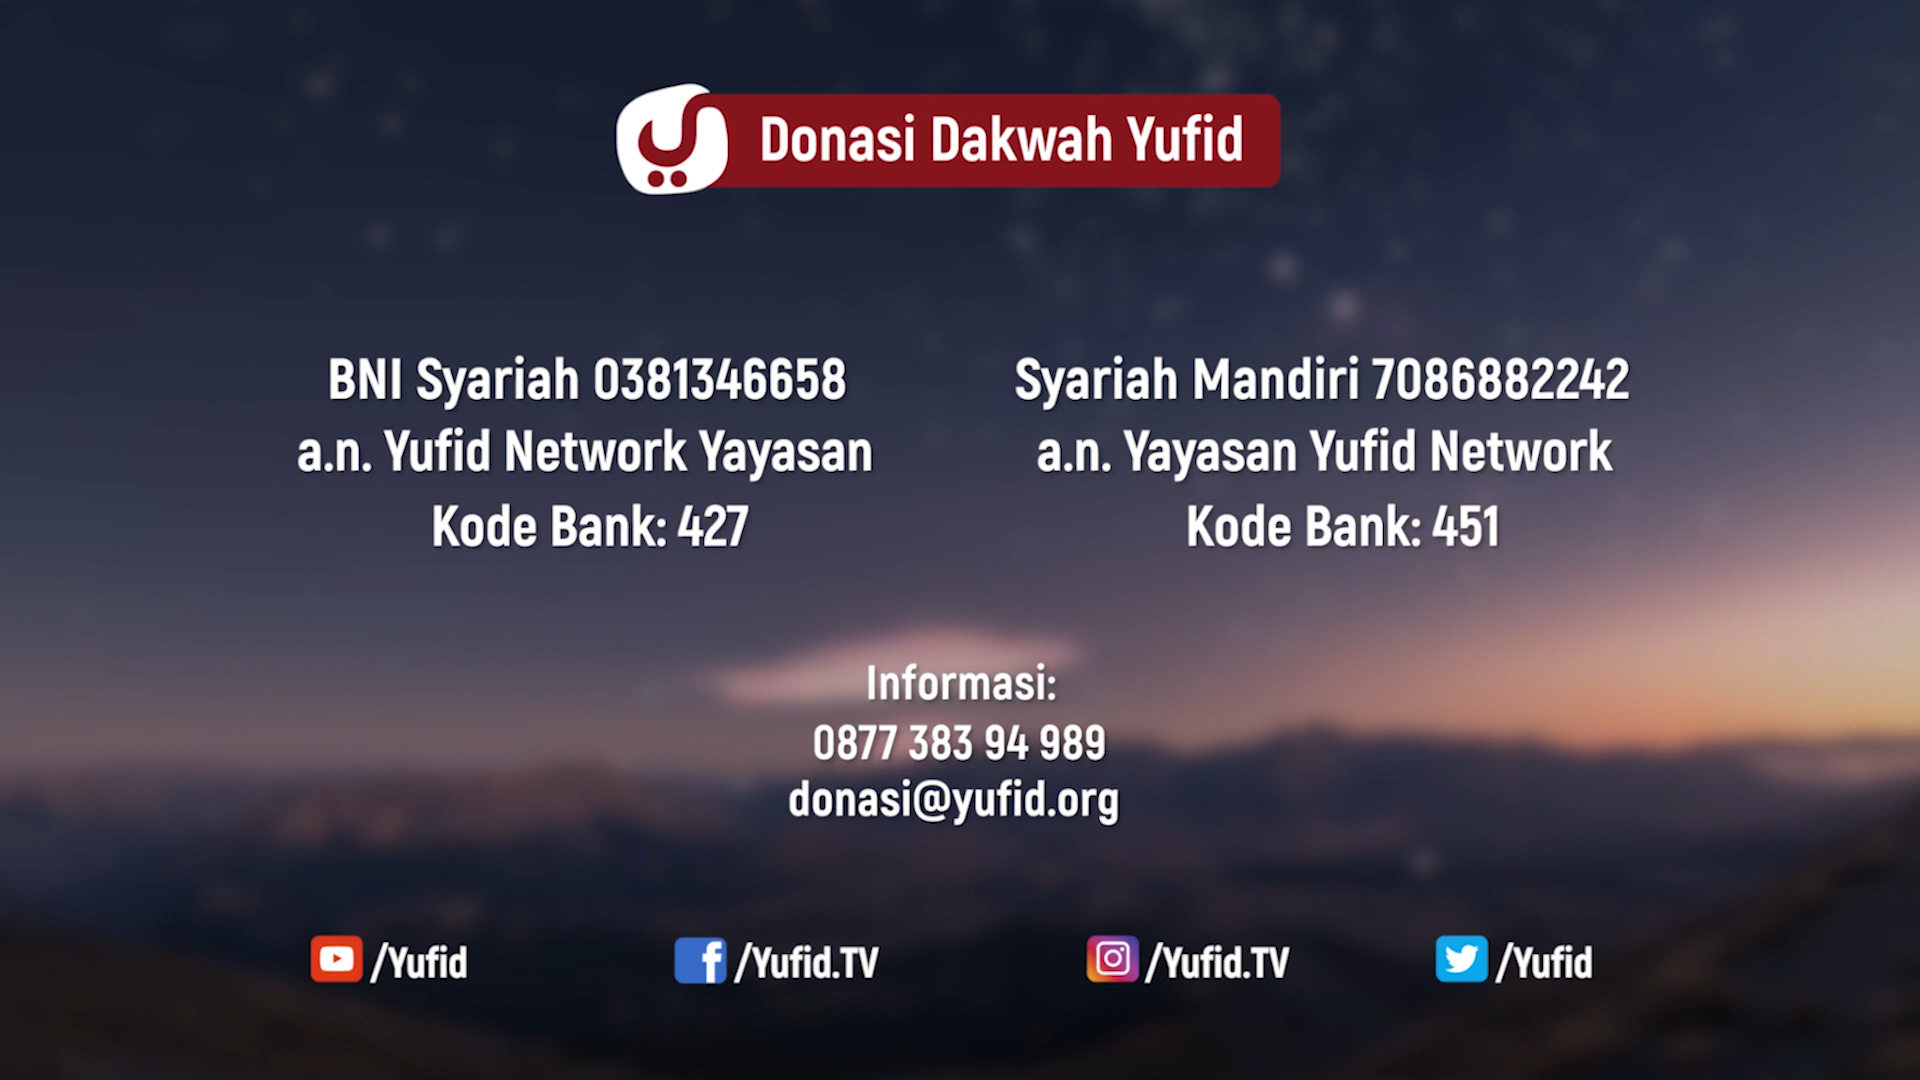 Donasi Dakwah Yufid
BNI Syariah 0381346658
a.n. Yufid Network Yayasan
Kode Bank: 427
Syariah Mandiri 7086882242
a.n. Yayasan Yufid Network
Kode Bank: 451
Informasi:
0877 383 94 989
donasi@yufid.org
/Yufid
/Yufid.TV
/Yufid.TV
/Yufid